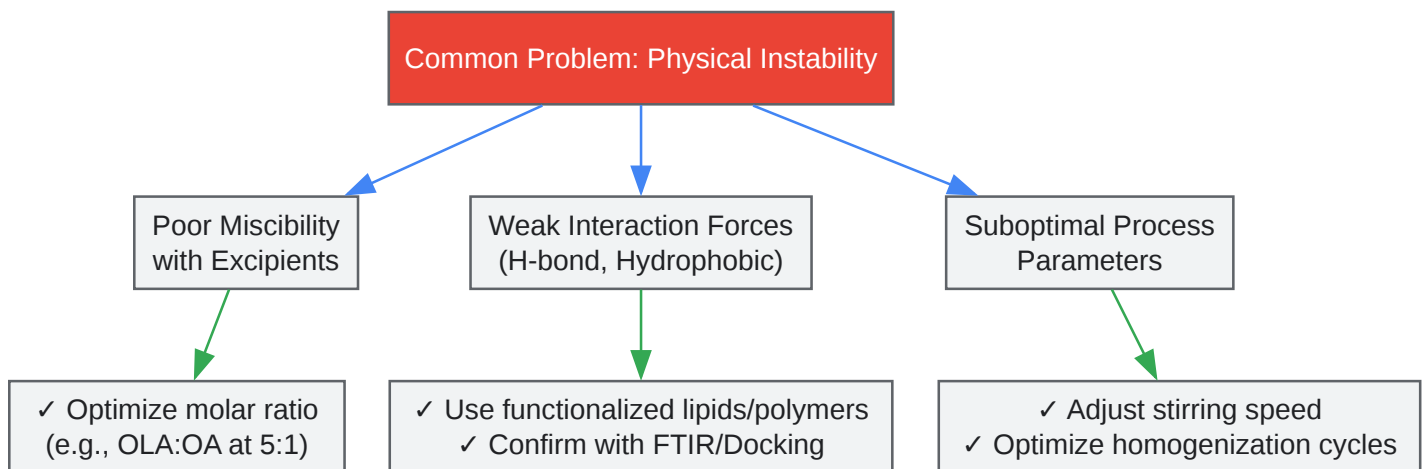 Common Problem: Physical Instability
Poor Miscibility
with Excipients
Weak Interaction Forces
(H-bond, Hydrophobic)
Suboptimal Process
Parameters
✓ Optimize molar ratio
(e.g., OLA:OA at 5:1)
✓ Use functionalized lipids/polymers
✓ Confirm with FTIR/Docking
✓ Adjust stirring speed
✓ Optimize homogenization cycles